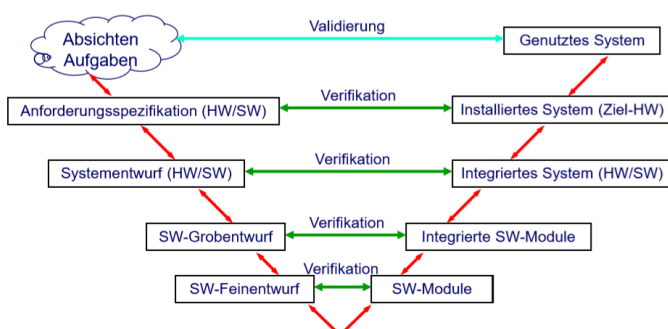 Absichten
Aufgaben
Validierung
Genutztes System
Anforderungsspezifikation (HW/SW)
Verifikation
Installiertes System (Ziel-HW)
Systementwurf (HW/SW)
Verifikation
Integriertes System (HW/SW)
SW-Grobentwurf
Verifikation
Integrierte SW-Module
SW-Feinentwurf
Verifikation
SW-Module